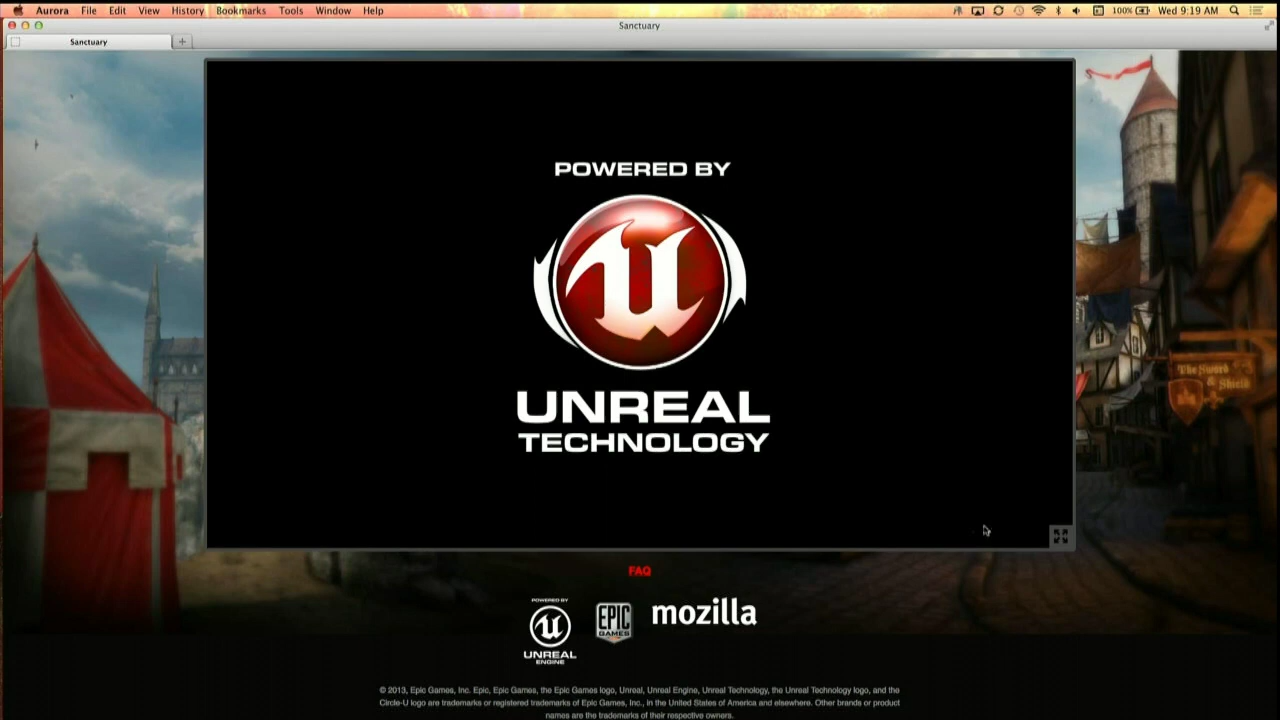 Aurora File Edit View History Bookmarks Tools Window Help 100% Wed 9:19 AM
Sanctuary
Sanctuary
POWERED BY
UNREAL
TECHNOLOGY
The Sword
& Shield
FAQ
POWERED BY
UNREAL
ENGINE
EPIC
GAMES
mozilla
© 2013, Epic Games, Inc. Epic, Epic Games, the Epic Games logo, Unreal, Unreal Engine, Unreal Technology, the Unreal Technology logo, and the
Circle-U logo are trademarks or registered trademarks of Epic Games, Inc., in the United States of America and elsewhere. Other brands or product
names are the trademarks of their respective owners.